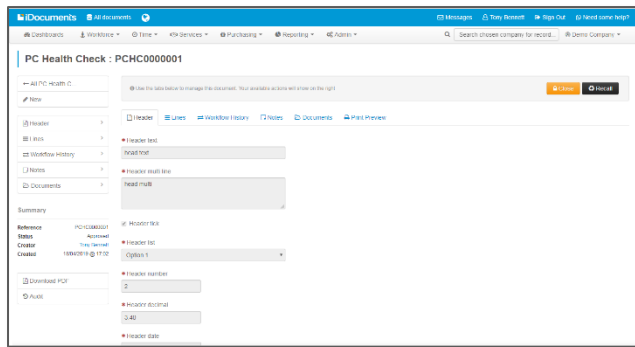 iDocuments All documents
Messages Tony Bennett Sign Out Need some help?
Dashboards Workforce Time Services Purchasing Reporting Admin Search chosen company for record... Demo Company
PC Health Check : PCHC0000001
All PC Health C...
New
Use the tabs below to manage this document. Your available actions will show on the right
Close Recall
Header
Lines
Workflow History
Notes
Documents
Header Lines Workflow History Notes Documents Print Preview
Header text
head text
Header multi line
head multi
Header link
Header list
Option 1
Header number
2
Header decimal
3.40
Header date
Summary
Reference PCHC0000001
Status Approved
Creator Tony Bennett
Created
Download PDF
Audit